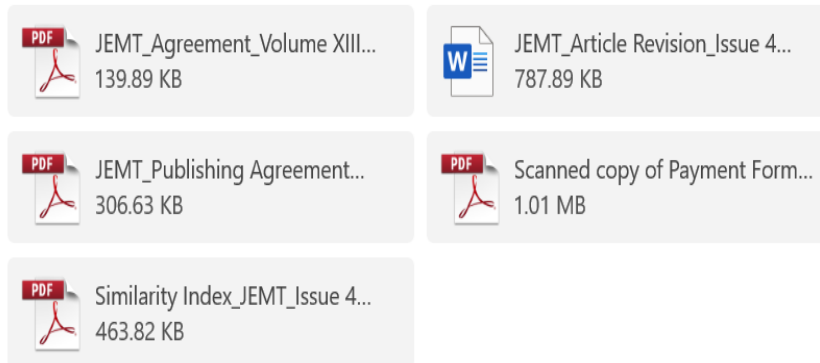 PDF
JEMT_Agreement_Volume XIII...
139.89 KB
W
JEMT_Article Revision_Issue 4...
787.89 KB
PDF
JEMT_Publishing Agreement...
306.63 KB
PDF
Scanned copy of Payment Form...
1.01 MB
PDF
Similarity Index_JEMT_Issue 4...
463.82 KB